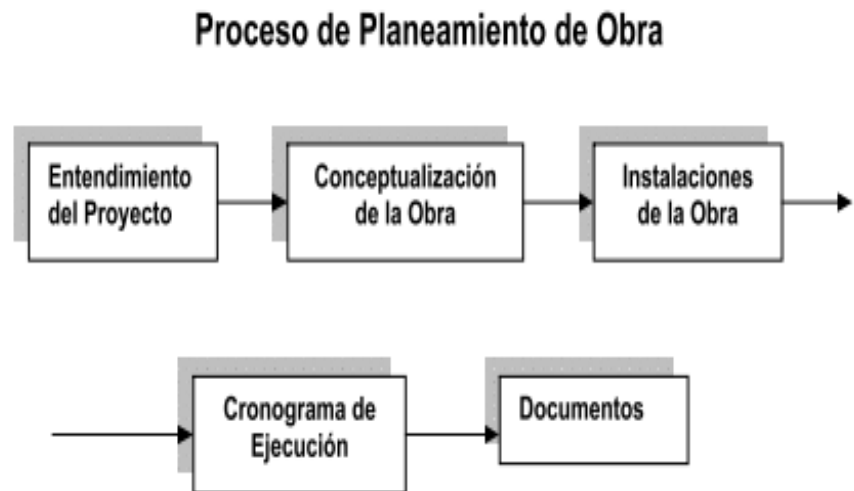 Proceso de Planeamiento de Obra
Entendimiento
del Proyecto
Conceptualización
de la Obra
Instalaciones
de la Obra
Cronograma de
Ejecución
Documentos